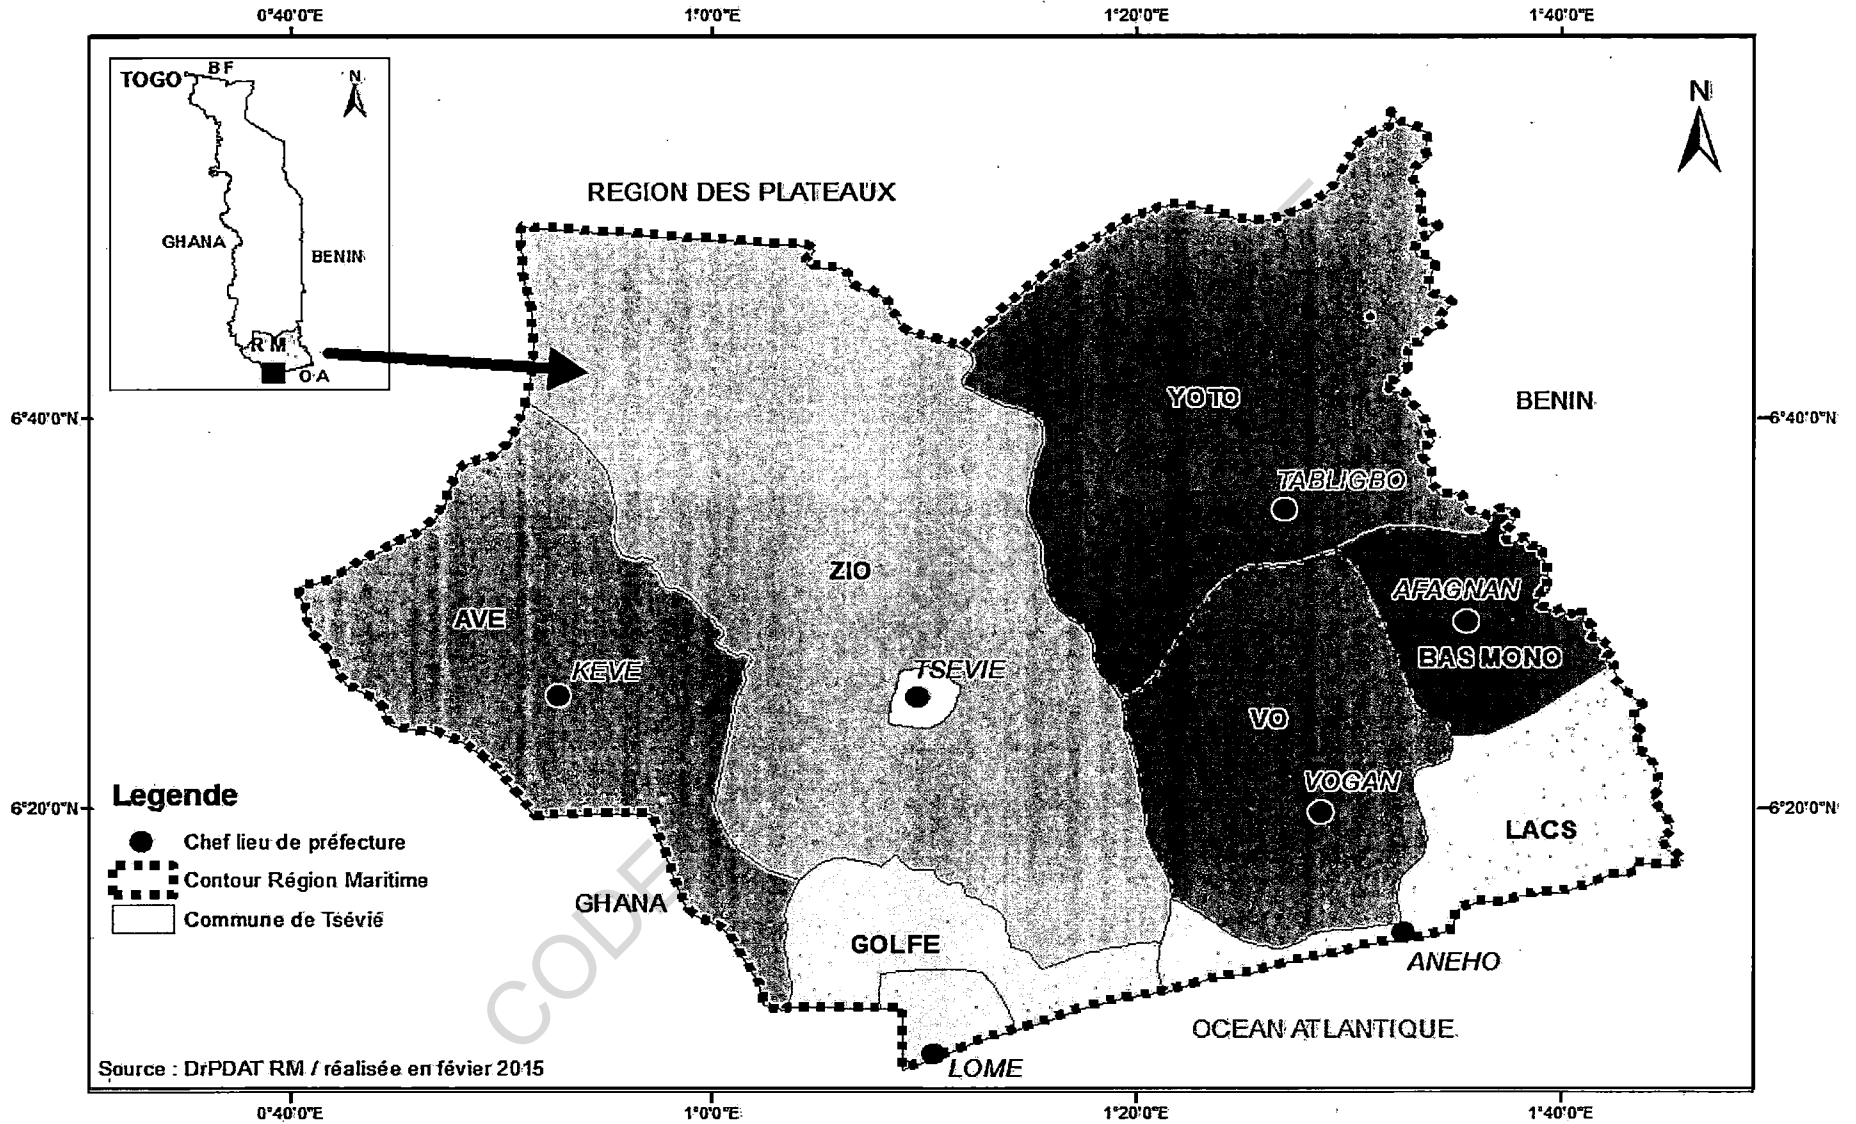 0°40'0"E 1°0'0"E 1°20'0"E 1°40'0"E
TOGO
B F
N
GHANA
BENIN
R M
O A
N
REGION DES PLATEAUX
YOTO
BENIN
6°40'0"N 6°40'0"N
TABLIGBO
ZIO
AFAGNAN
AVE
BAS MONO
KEVE
TSEVIE
VO
VOGAN
Legende
6°20'0"N 6°20'0"N
LACS
Chef lieu de préfecture
Contour Région Maritime
Commune de Tsévié
GHANA
GOLFE
ANEHO
OCEAN ATLANTIQUE
Source : DrPDAT RM / réalisée en févier 2015
LOME
0°40'0"E 1°0'0"E 1°20'0"E 1°40'0"E